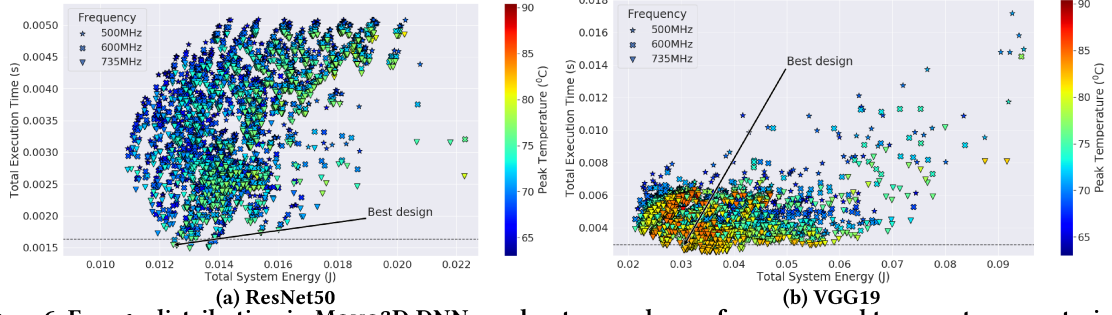 Frequency
500MHz
600MHz
735MHz
Total Execution Time (s)
0.0050
0.0045
0.0040
0.0035
0.0030
0.0025
0.0020
0.0015
Best design
0.010
0.012
0.014
0.016
0.018
0.020
0.022
Total System Energy (J)
90
85
80
75
70
65
Peak Temperature (⁰C)
(a) ResNet50
Frequency
500MHz
600MHz
735MHz
Total Execution Time (s)
0.018
0.016
0.014
0.012
0.010
0.008
0.006
0.004
Best design
0.02
0.03
0.04
0.05
0.06
0.07
0.08
0.09
Total System Energy (J)
90
85
80
75
70
65
Peak Temperature (⁰C)
(b) VGG19